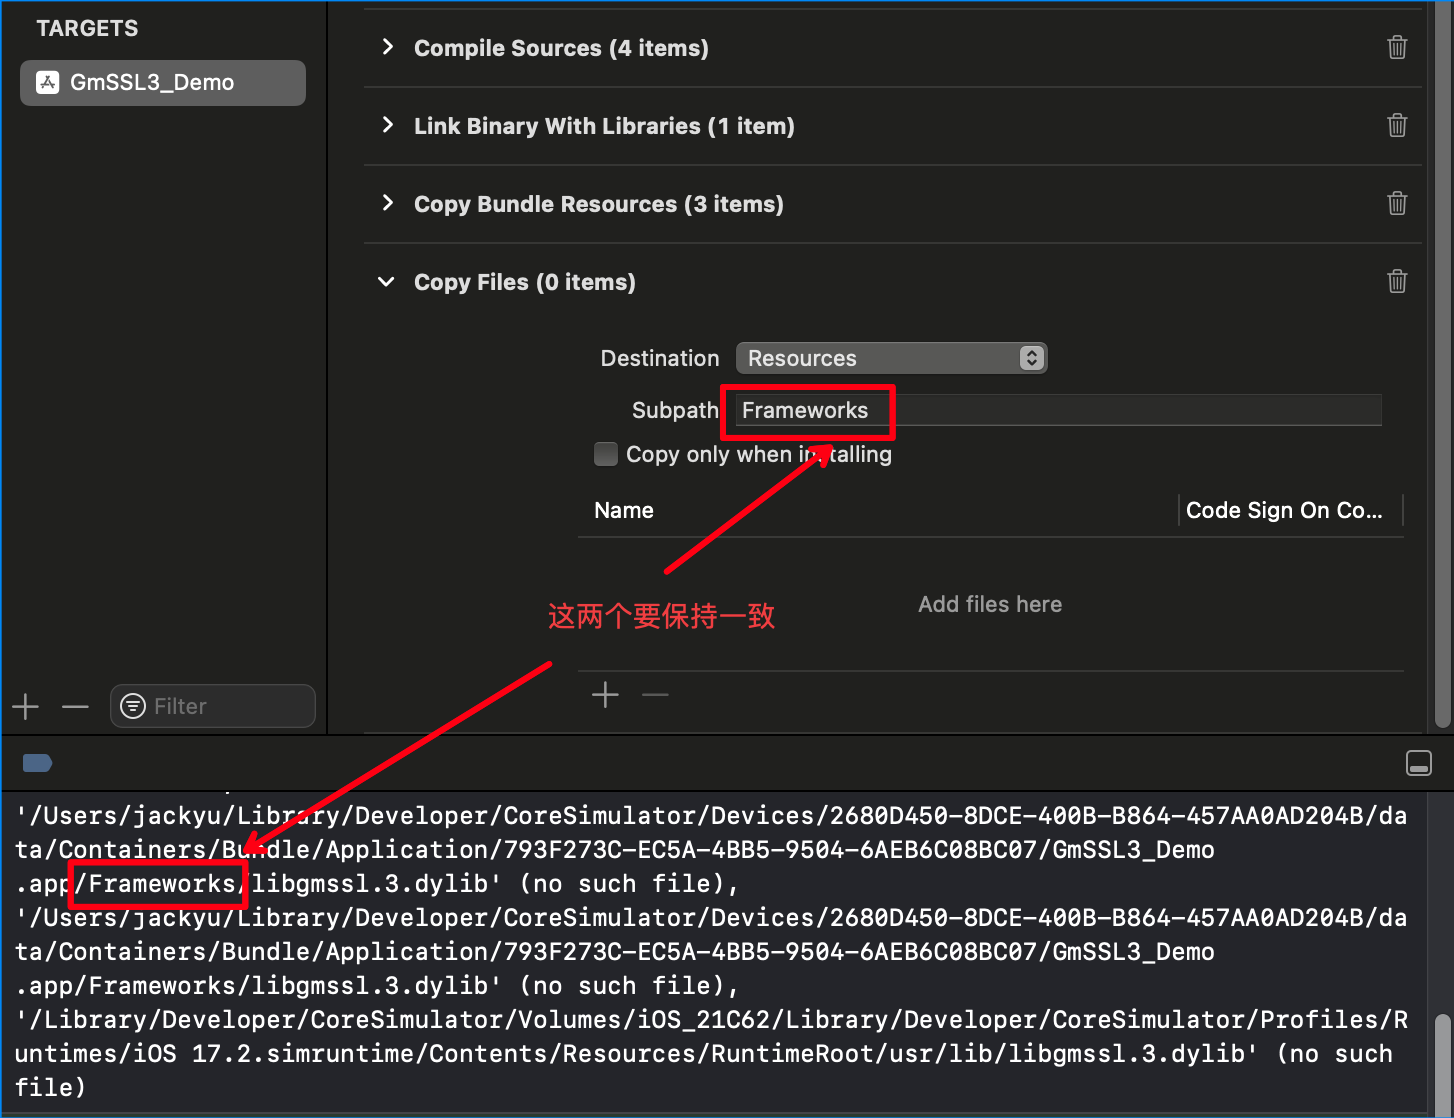 TARGETS
GmSSL3_Demo
Compile Sources (4 items)
Link Binary With Libraries (1 item)
Copy Bundle Resources (3 items)
Copy Files (0 items)
Destination Resources
Subpath Frameworks
Copy only when installing
Name Code Sign On Co...
Add files here
这两个要保持一致
Filter
'/Users/jackyu/Library/Developer/CoreSimulator/Devices/2680D450-8DCE-400B-B864-457AA0AD204B/da
ta/Containers/Bundle/Application/793F273C-EC5A-4BB5-9504-6AEB6C08BC07/GmSSL3_Demo
.app/Frameworks/libgmssl.3.dylib' (no such file),
'/Users/jackyu/Library/Developer/CoreSimulator/Devices/2680D450-8DCE-400B-B864-457AA0AD204B/da
ta/Containers/Bundle/Application/793F273C-EC5A-4BB5-9504-6AEB6C08BC07/GmSSL3_Demo
.app/Frameworks/libgmssl.3.dylib' (no such file),
'/Library/Developer/CoreSimulator/Volumes/iOS_21C62/Library/Developer/CoreSimulator/Profiles/R
untimes/iOS 17.2.simruntime/Contents/Resources/RuntimeRoot/usr/lib/libgmssl.3.dylib' (no such
file)